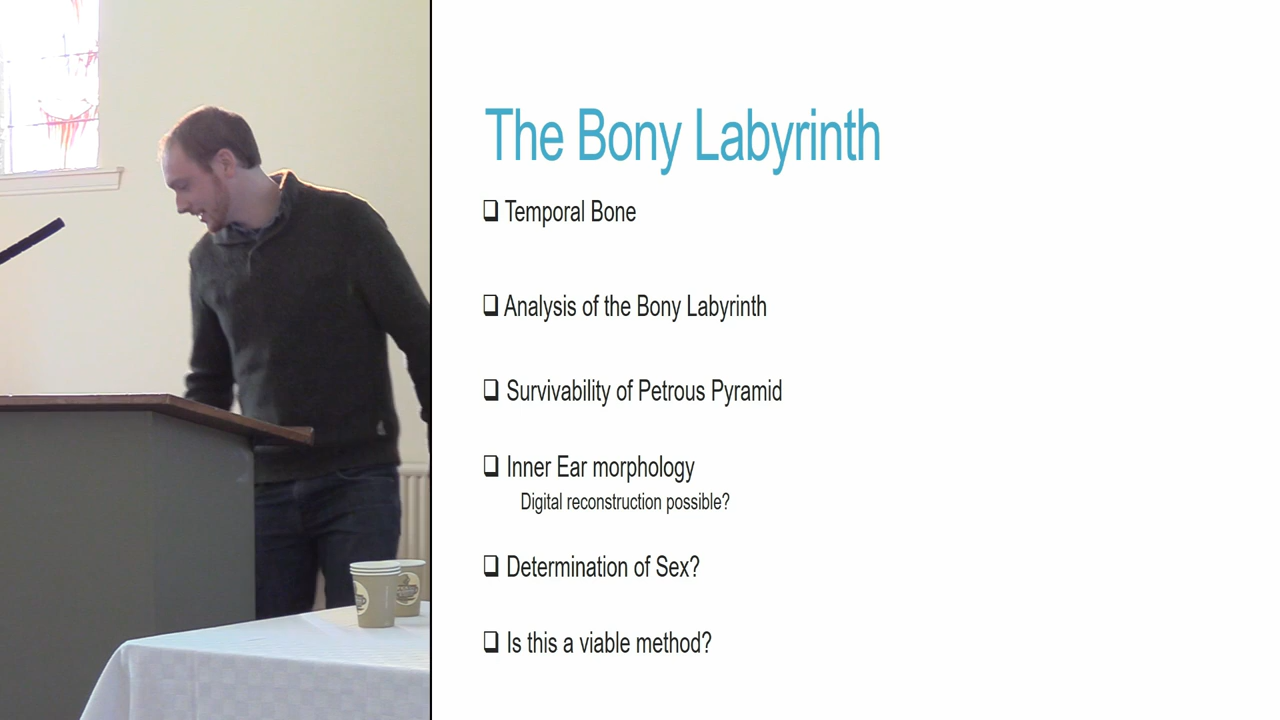 The Bony Labyrinth
❑ Temporal Bone
❑ Analysis of the Bony Labyrinth
❑ Survivability of Petrous Pyramid
❑ Inner Ear morphology
Digital reconstruction possible?
❑ Determination of Sex?
❑ Is this a viable method?